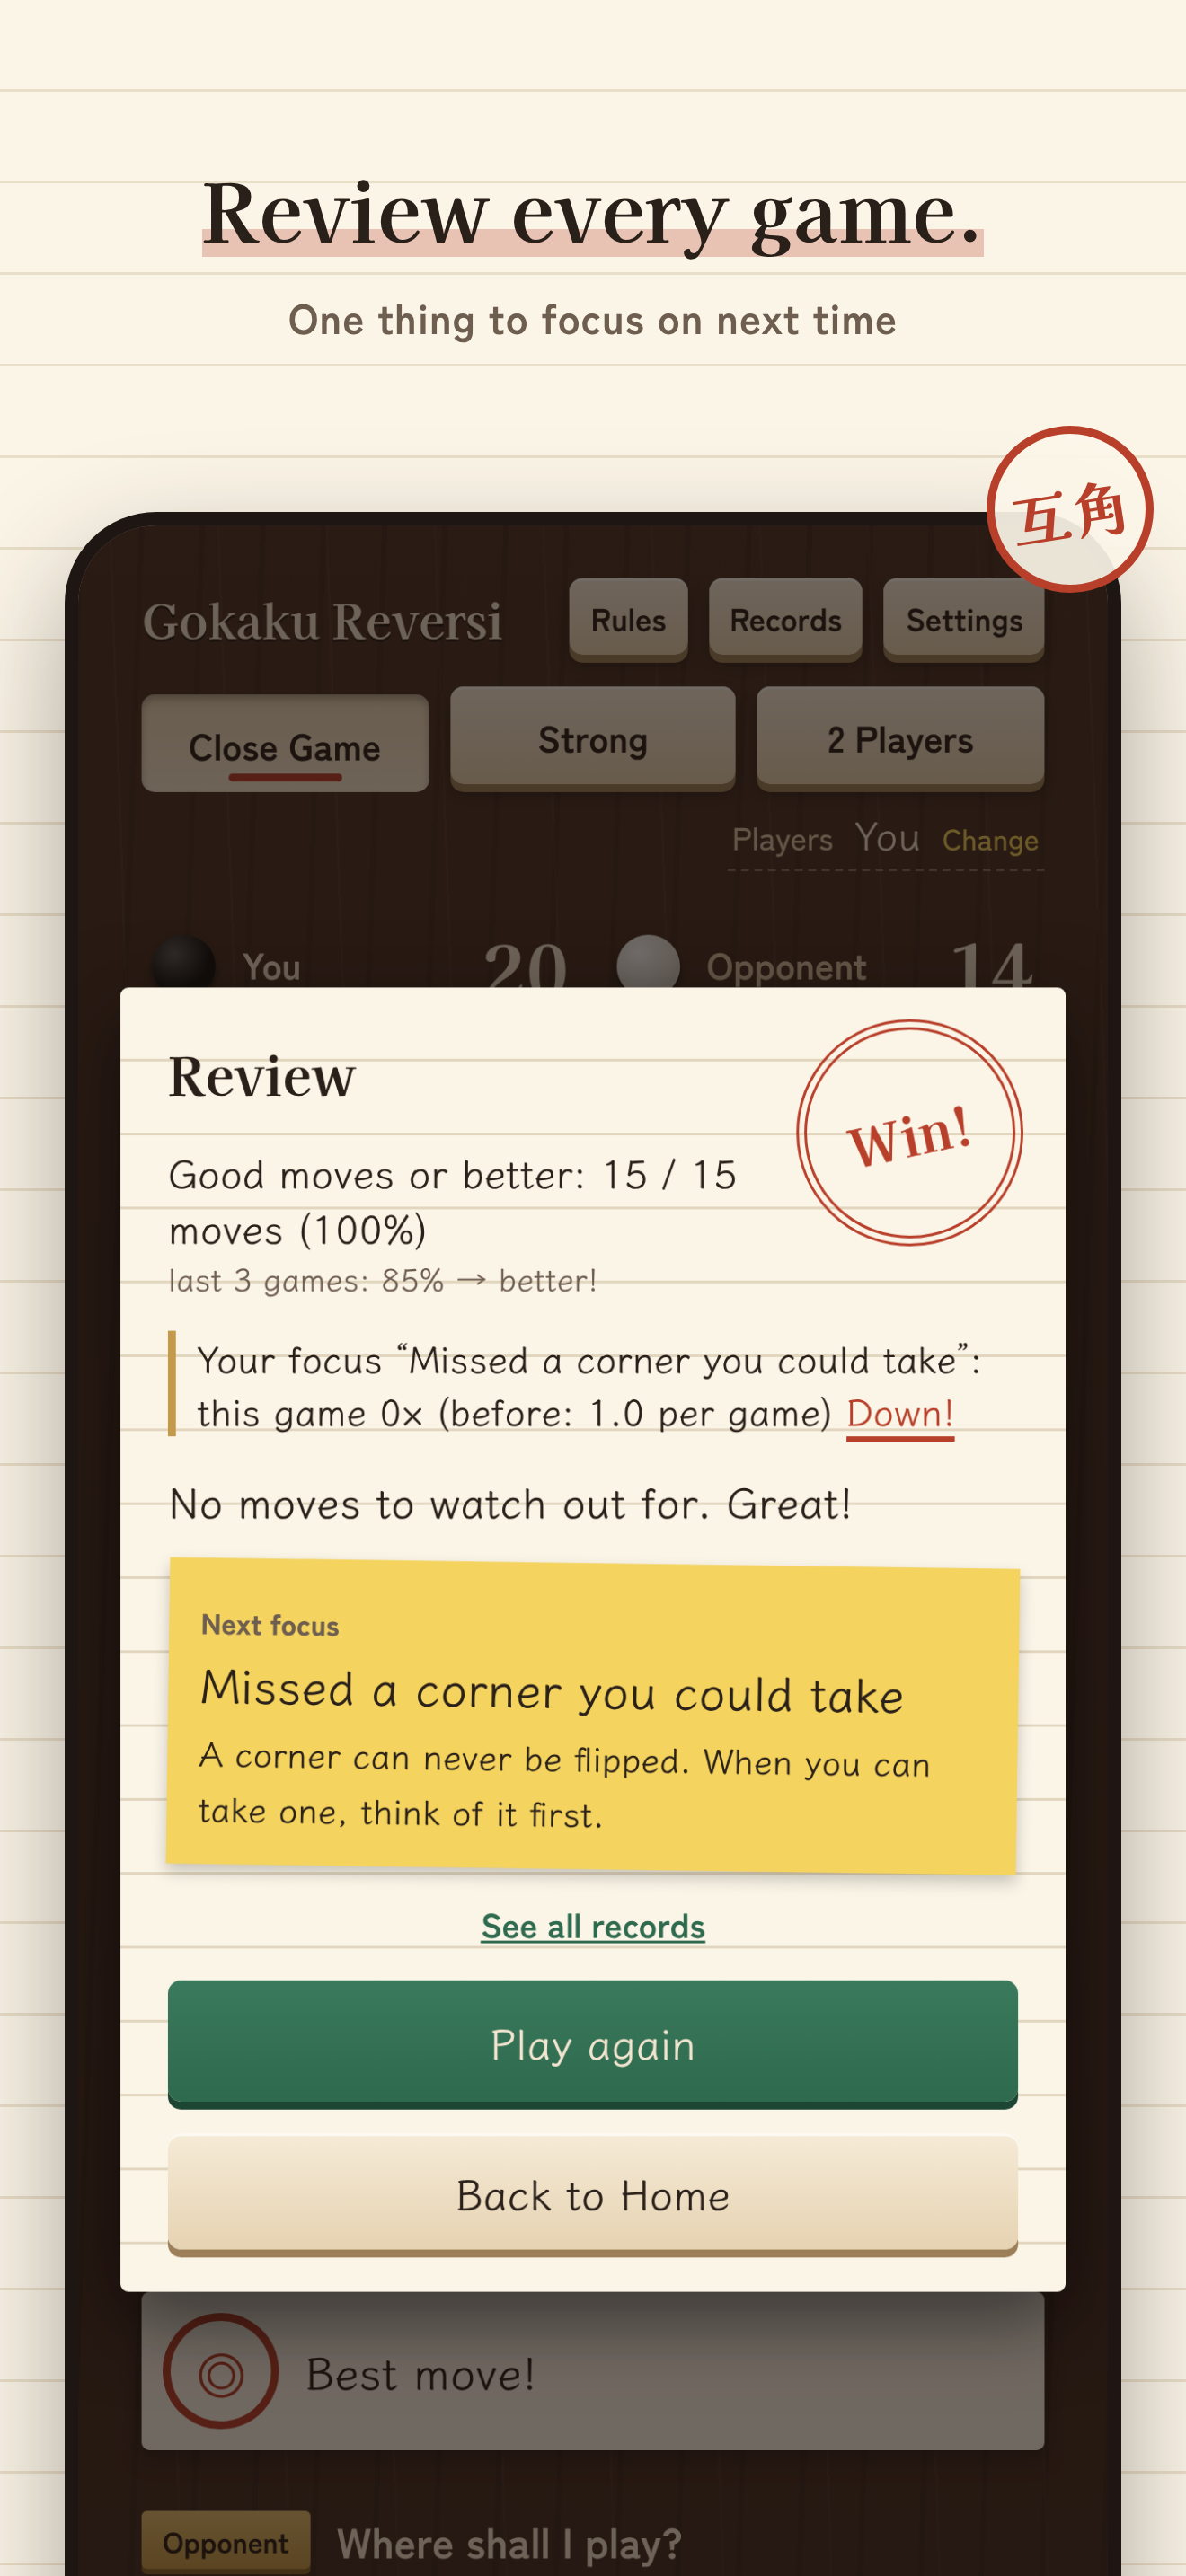 Review every game.
One thing to focus on next time
互角
Gokaku Reversi
Rules
Records
Settings
Close Game
Strong
2 Players
Players You Change
You 20 Opponent 14
Review
Win!
Good moves or better: 15 / 15
moves (100%)
last 3 games: 85% → better!
Your focus “Missed a corner you could take”:
this game 0× (before: 1.0 per game) Down!
No moves to watch out for. Great!
Next focus
Missed a corner you could take
A corner can never be flipped. When you can
take one, think of it first.
See all records
Play again
Back to Home
◎ Best move!
Opponent Where shall I play?